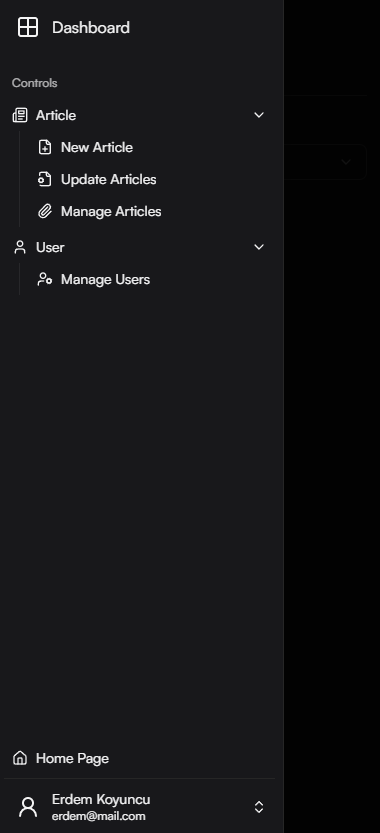 Dashboard
Controls
Article
New Article
Update Articles
Manage Articles
User
Manage Users
Home Page
Erdem Koyuncu
erdem@mail.com